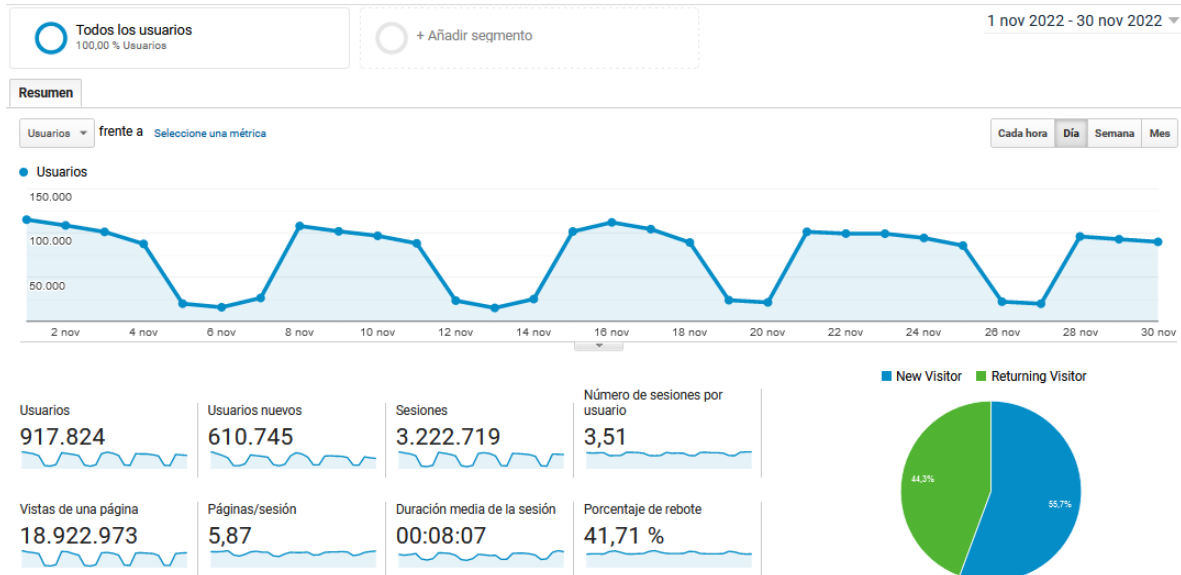 Todos los usuarios
100,00 % Usuarios
+ Añadir segmento
1 nov 2022 - 30 nov 2022
Resumen
Usuarios frente a Seleccione una métrica
Cada hora Día Semana Mes
Usuarios
150.000
100.000
50.000
2 nov 4 nov 6 nov 8 nov 10 nov 12 nov 14 nov 16 nov 18 nov 20 nov 22 nov 24 nov 26 nov 28 nov 30 nov
New Visitor Returning Visitor
Usuarios
917.824
Usuarios nuevos
610.745
Sesiones
3.222.719
Número de sesiones por
usuario
3,51
Vistas de una página
18.922.973
Páginas/sesión
5,87
Duración media de la sesión
00:08:07
Porcentaje de rebote
41,71 %
44,3%
55,7%